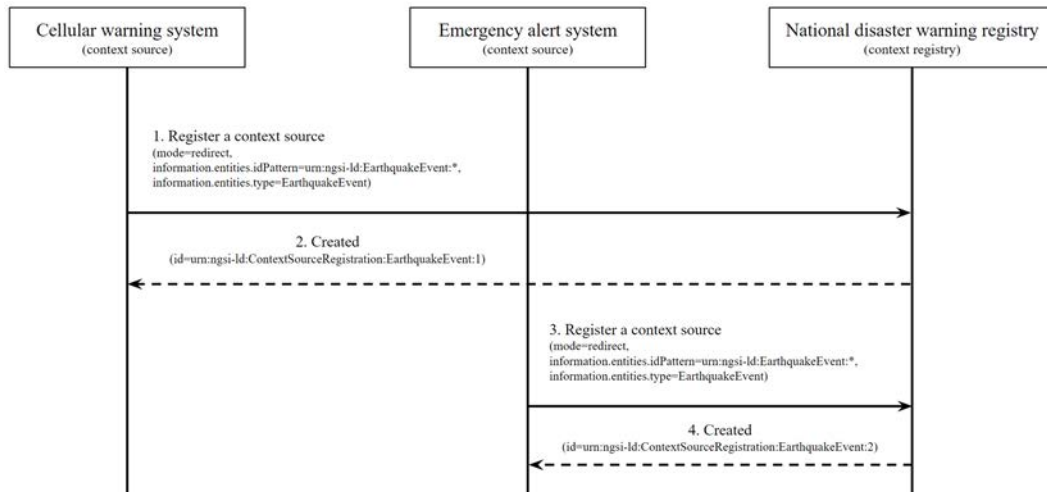 Cellular warning system
(context source)
Emergency alert system
(context source)
National disaster warning registry
(context registry)
1. Register a context source
(mode=redirect,
information.entities.idPattern=urn:ngsi-ld:EarthquakeEvent:*,
information.entities.type=EarthquakeEvent)
2. Created
(id=urn:ngsi-ld:ContextSourceRegistration:EarthquakeEvent:1)
3. Register a context source
(mode=redirect,
information.entities.idPattern=urn:ngsi-ld:EarthquakeEvent:*,
information.entities.type=EarthquakeEvent)
4. Created
(id=urn:ngsi-ld:ContextSourceRegistration:EarthquakeEvent:2)